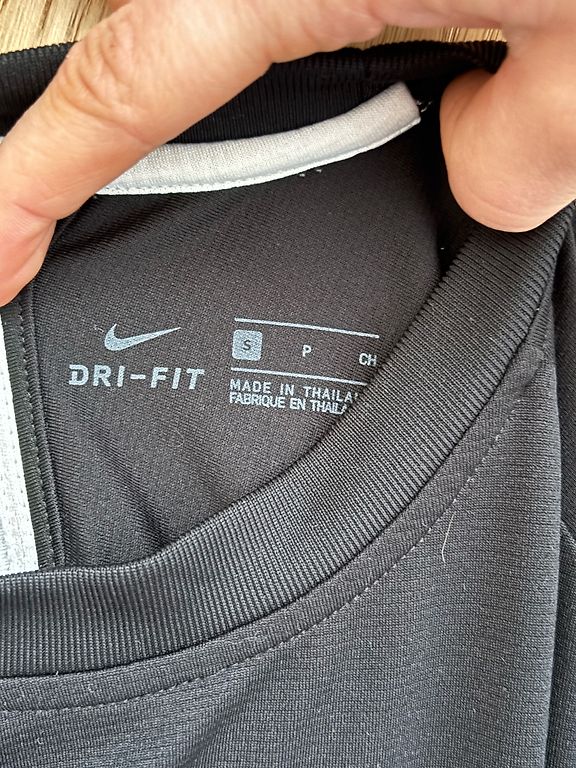 S P CH
DRI-FIT
MADE IN
FABRIQUE EN